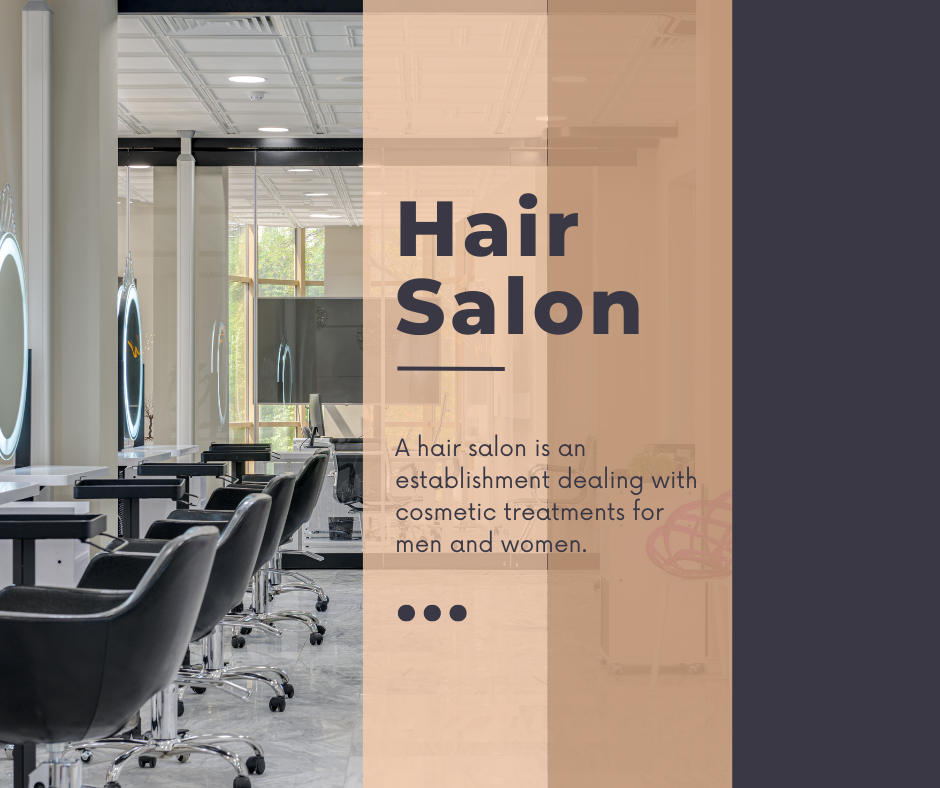 Hair
Salon
A hair salon is an
establishment dealing with
cosmetic treatments for
men and women.